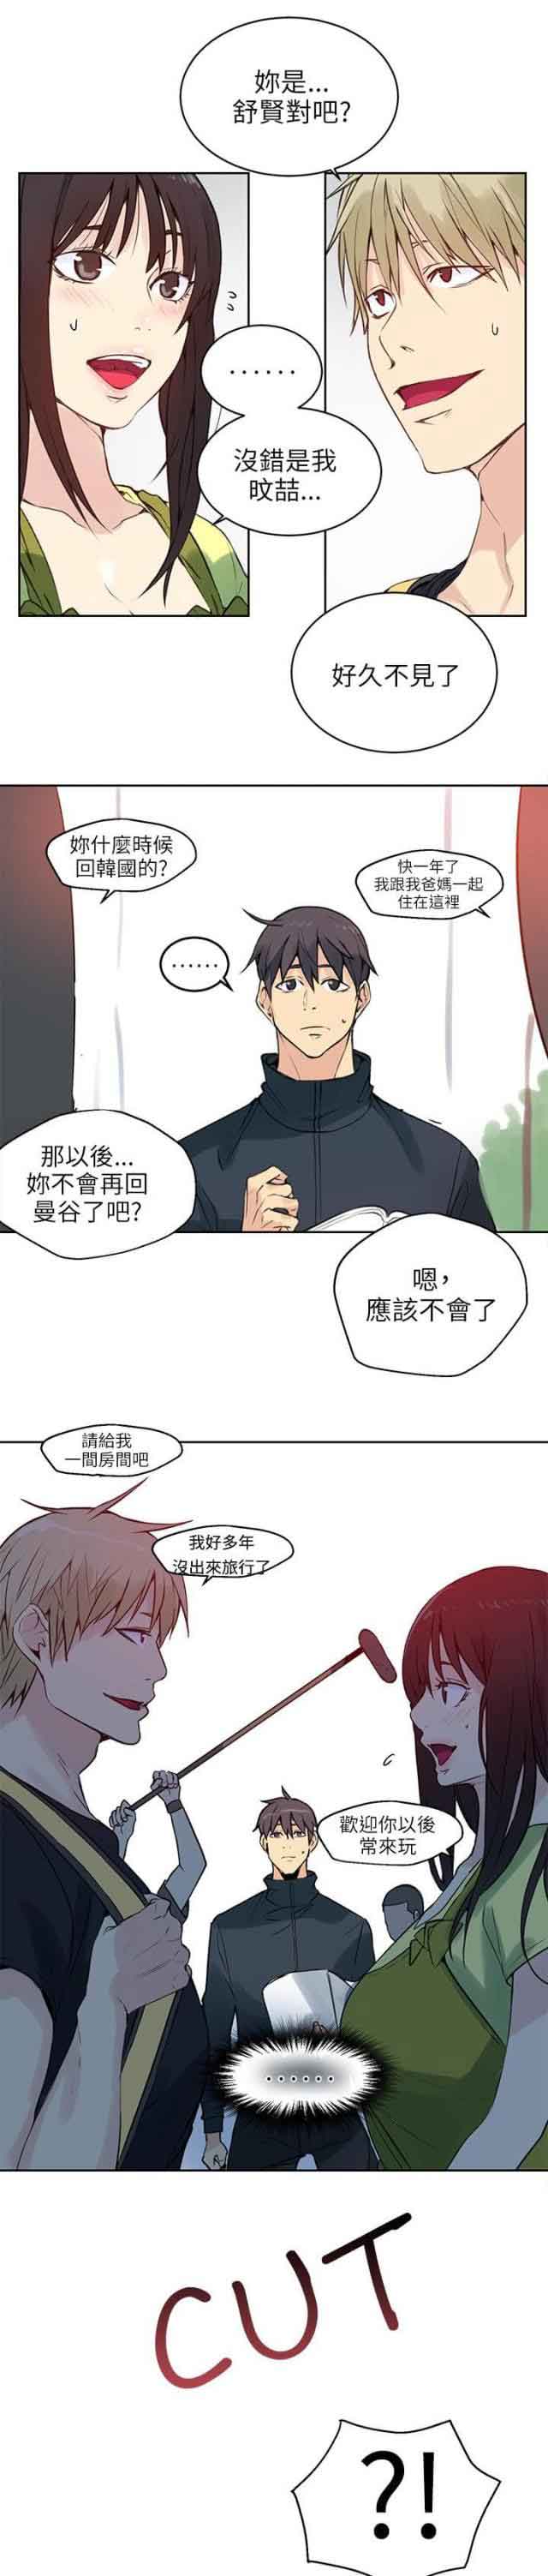 妳是...
舒賢對吧?
......
沒錯是我
旼喆...
好久不見了
妳什麼時候
回韓國的?
快一年了
我跟我爸媽一起
住在這裡
......
那以後...
妳不會再回
曼谷了吧?
嗯,
應該不會了
請給我
一間房間吧
我好多年
沒出來旅行了
歡迎你以後
常來玩
......
CUT
?!